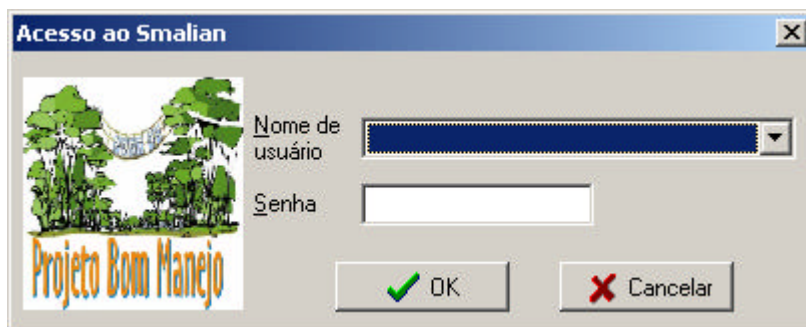 Acesso ao Smalian
Nome de
usuário
Senha
Projeto Bom Manejo
OK
Cancelar